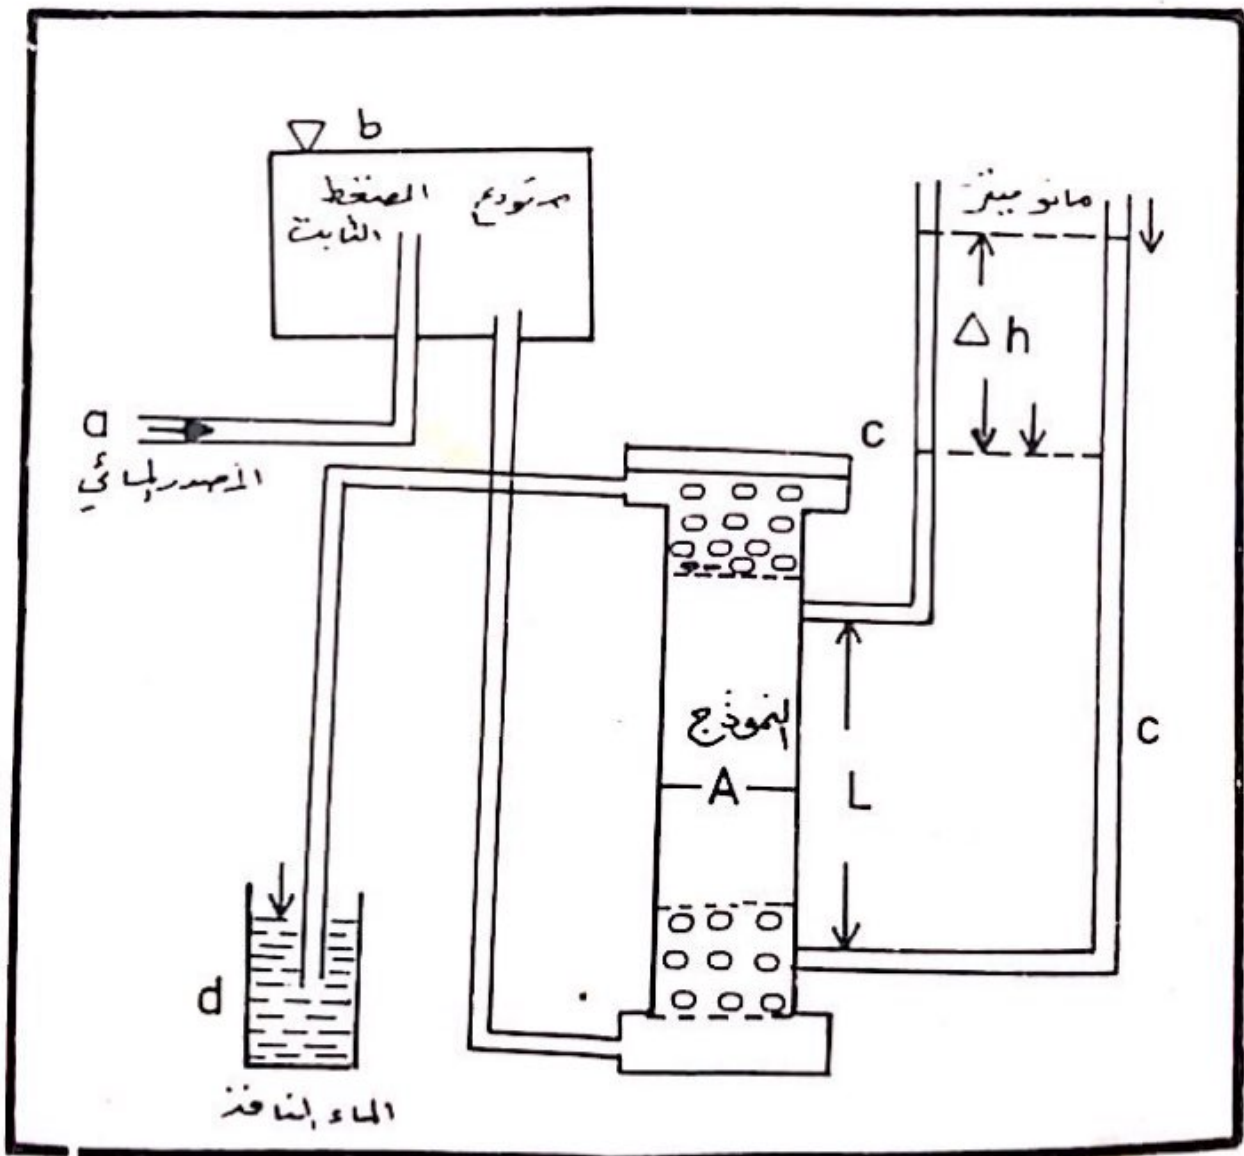 b
مستودع
الضغط
الثابت
مانوميتر
Δh
a
المصدر المائي
c
النموذج
A
L
c
d
الماء النافذ